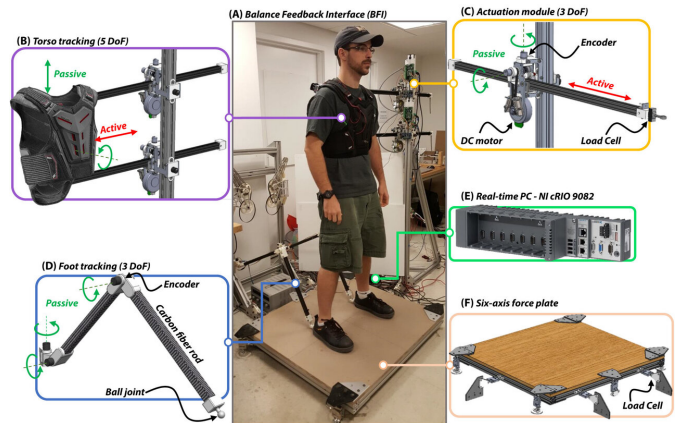 (A) Balance Feedback Interface (BFI)
(B) Torso tracking (5 DoF)
Passive
Active
(C) Actuation module (3 DoF)
Encoder
Passive
Active
DC motor
Load Cell
(D) Foot tracking (3 DoF)
Encoder
Passive
Carbon fiber rod
Ball joint
(E) Real-time PC - NI cRIO 9082
(F) Six-axis force plate
Load Cell